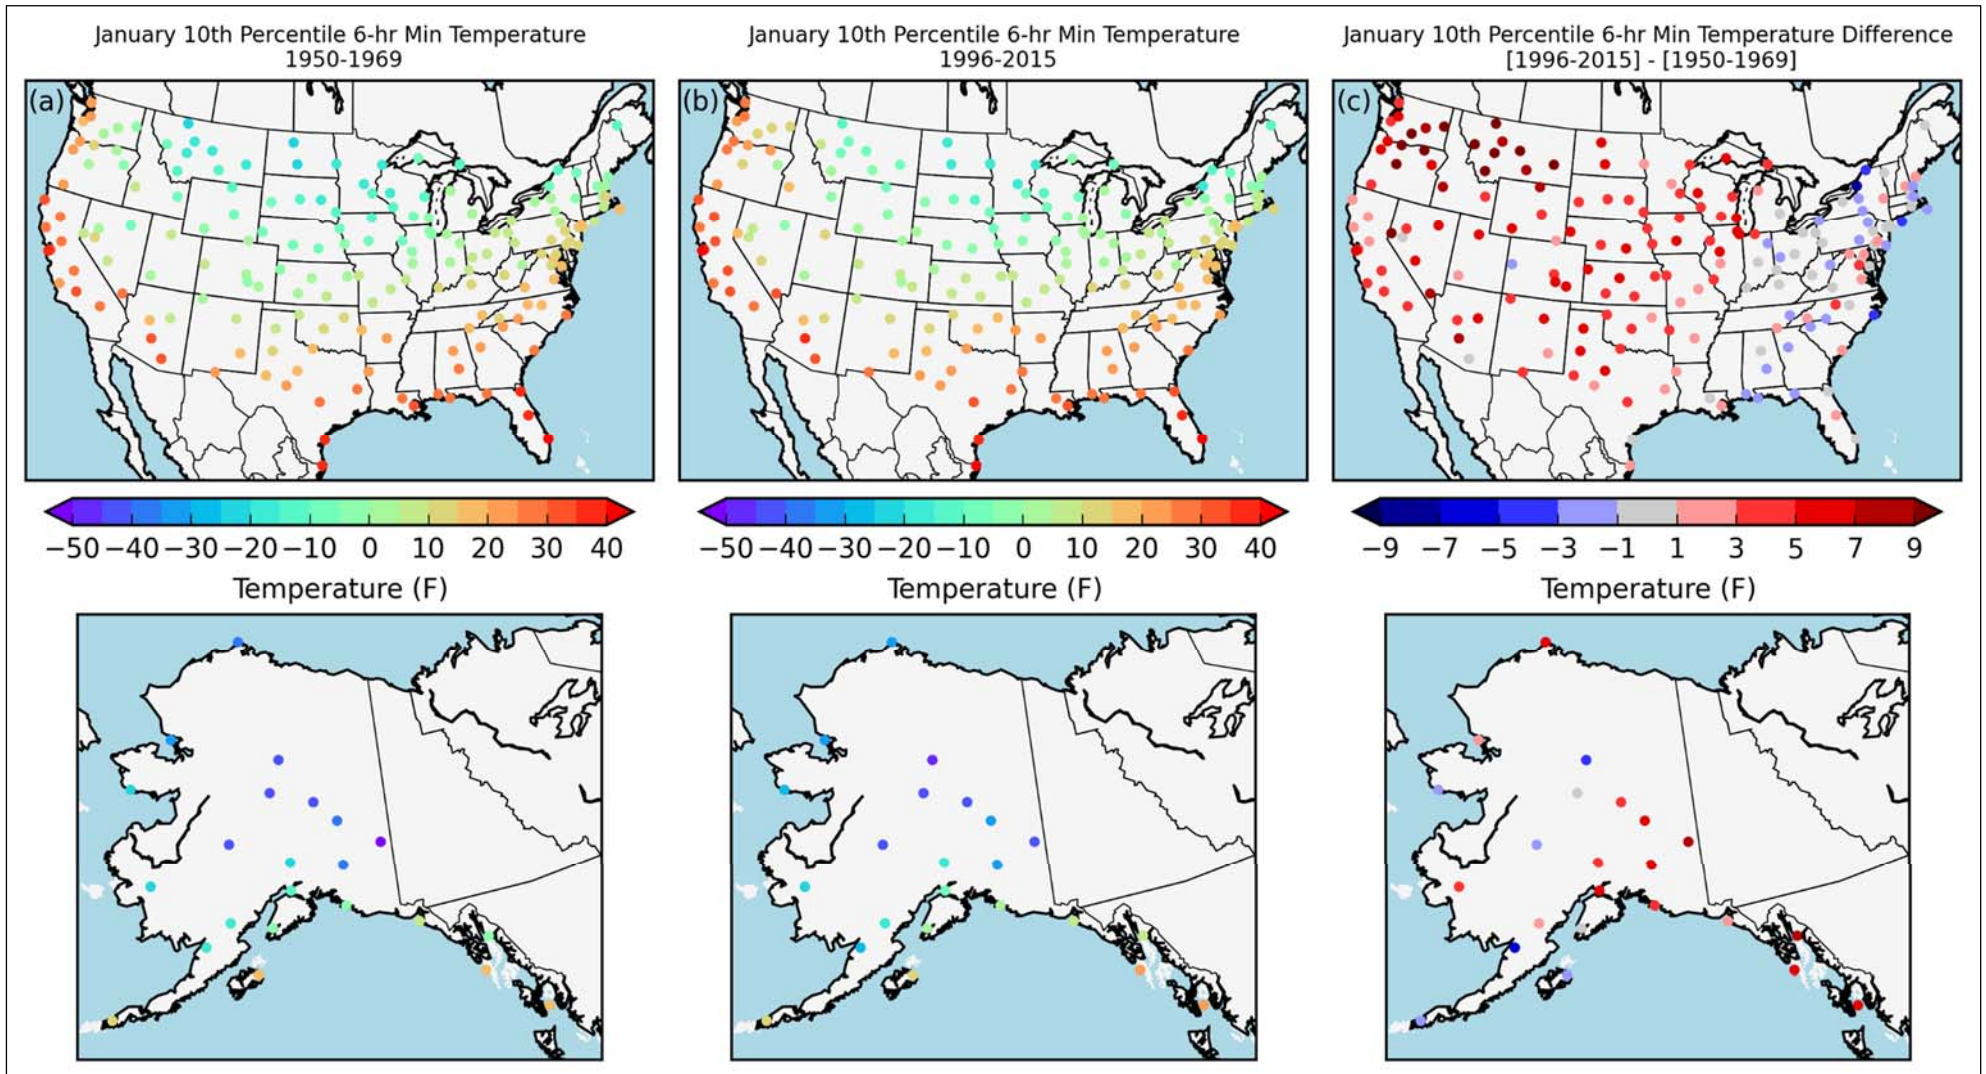 January 10th Percentile 6-hr Min Temperature
1950-1969
January 10th Percentile 6-hr Min Temperature
1996-2015
January 10th Percentile 6-hr Min Temperature Difference
[1996-2015] - [1950-1969]
(a)
(b)
(c)
−50 −40 −30 −20 −10 0 10 20 30 40
−50 −40 −30 −20 −10 0 10 20 30 40
−9 −7 −5 −3 −1 1 3 5 7 9
Temperature (F)
Temperature (F)
Temperature (F)